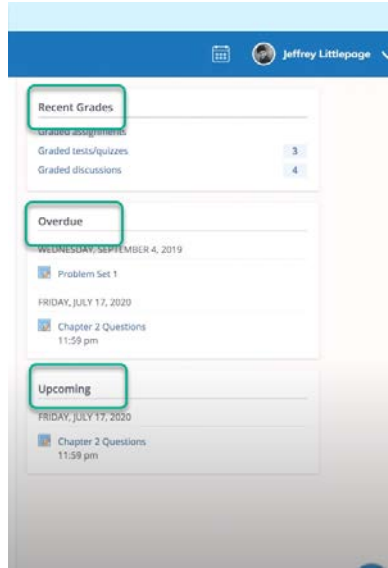 Jeffrey Littlepage
Recent Grades
Graded assignments
Graded tests/quizzes 3
Graded discussions 4
Overdue
WEDNESDAY, SEPTEMBER 4, 2019
Problem Set 1
FRIDAY, JULY 17, 2020
Chapter 2 Questions
11:59 pm
Upcoming
FRIDAY, JULY 17, 2020
Chapter 2 Questions
11:59 pm